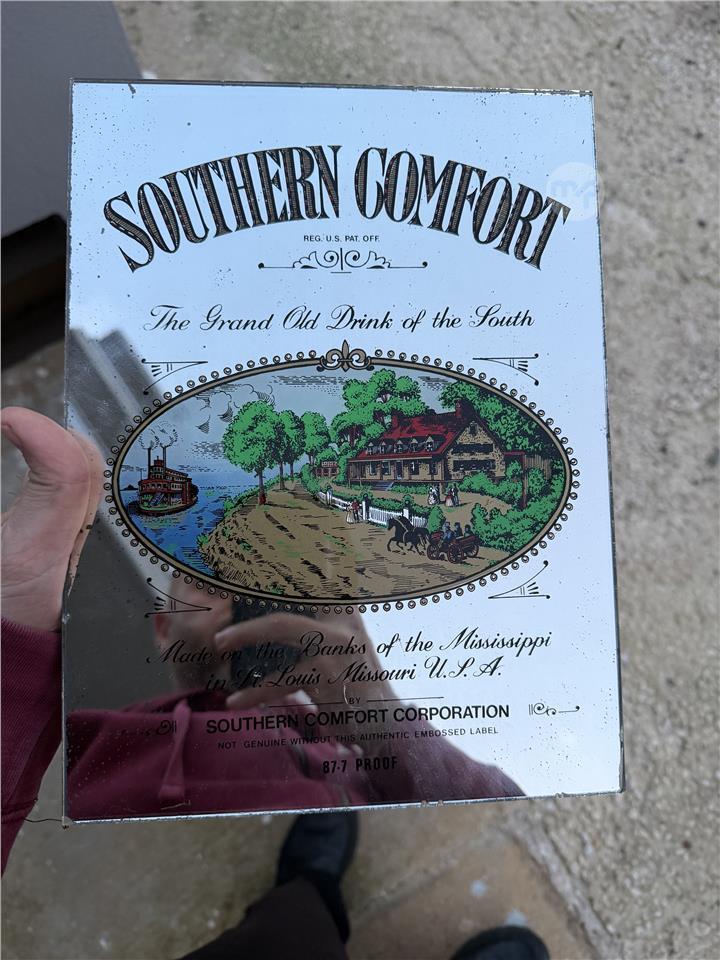 SOUTHERN COMFORT
REG. U.S. PAT. OFF.
The Grand Old Drink of the South
Made on the Banks of the Mississippi
in St. Louis Missouri U.S.A.
BY
SOUTHERN COMFORT CORPORATION
NOT GENUINE WITHOUT THIS AUTHENTIC EMBOSSED LABEL
87·7 PROOF